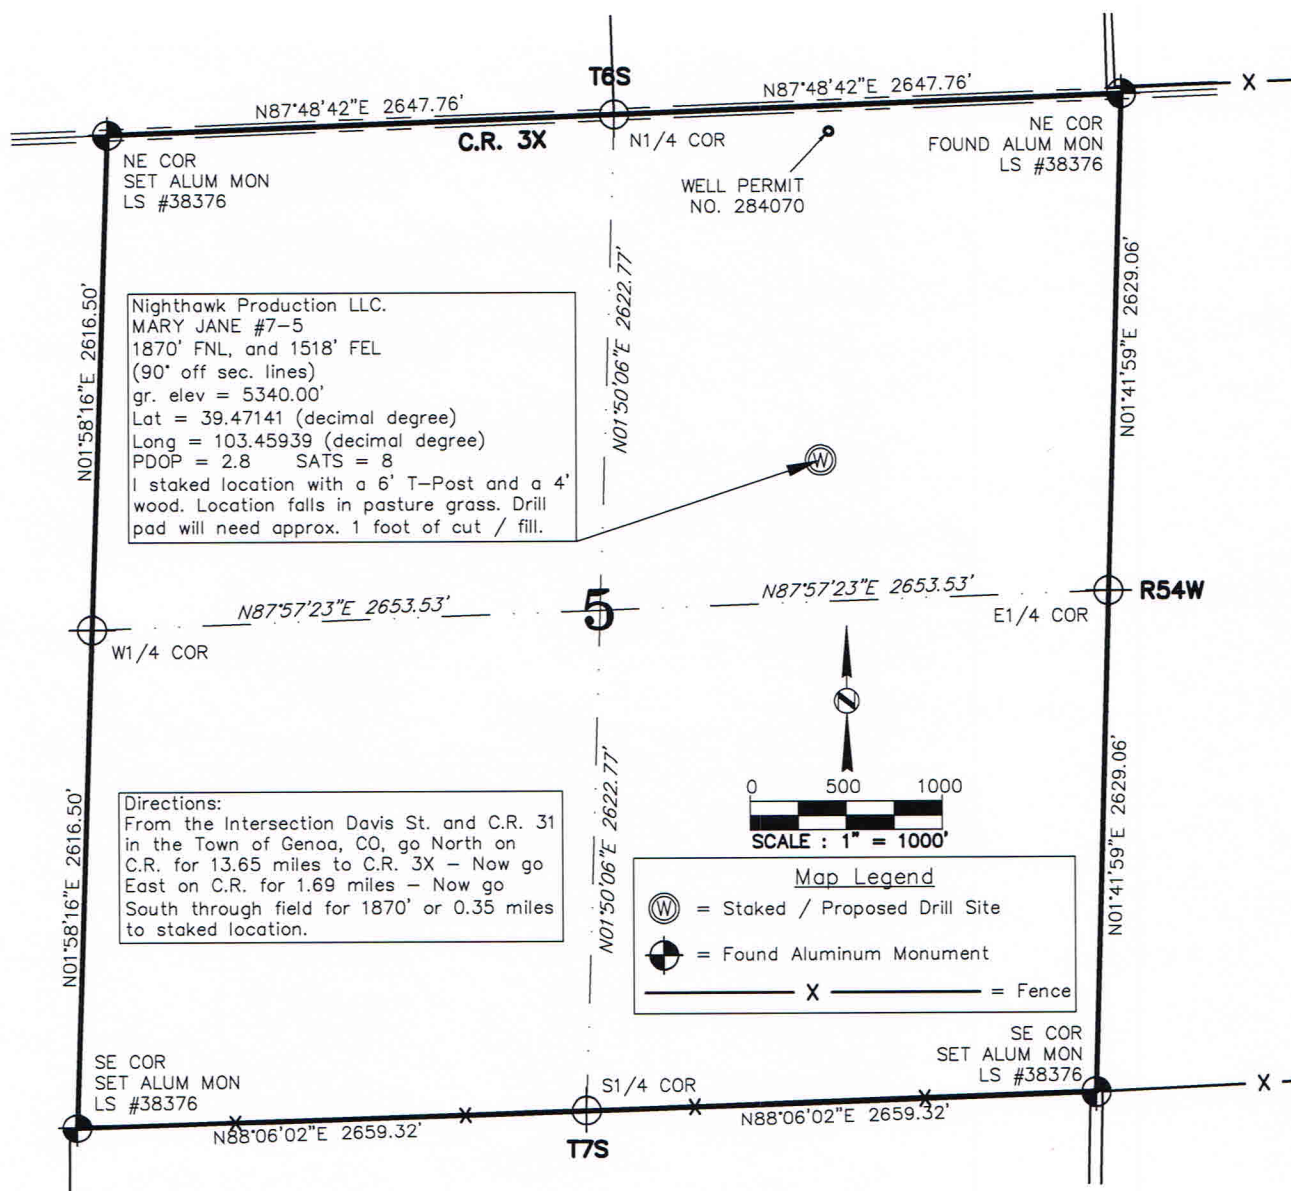 T6S
N87°48'42"E 2647.76'
N87°48'42"E 2647.76'
X
C.R. 3X
N1/4 COR
NE COR
SET ALUM MON
LS #38376
NE COR
FOUND ALUM MON
LS #38376
WELL PERMIT
NO. 284070
N01°58'16"E 2616.50'
N01°50'06"E 2622.77'
N01°41'59"E 2629.06'
Nighthawk Production LLC.
MARY JANE #7-5
1870' FNL, and 1518' FEL
(90° off sec. lines)
gr. elev = 5340.00'
Lat = 39.47141 (decimal degree)
Long = 103.45939 (decimal degree)
PDOP = 2.8 SATS = 8
I staked location with a 6' T-Post and a 4'
wood. Location falls in pasture grass. Drill
pad will need approx. 1 foot of cut / fill.
W
N87°57'23"E 2653.53'
5
N87°57'23"E 2653.53'
R54W
W1/4 COR
E1/4 COR
N
0 500 1000
SCALE : 1" = 1000'
N01°58'16"E 2616.50'
N01°50'06"E 2622.77'
N01°41'59"E 2629.06'
Directions:
From the Intersection Davis St. and C.R. 31
in the Town of Genoa, CO, go North on
C.R. for 13.65 miles to C.R. 3X - Now go
East on C.R. for 1.69 miles - Now go
South through field for 1870' or 0.35 miles
to staked location.
Map Legend
W = Staked / Proposed Drill Site
= Found Aluminum Monument
X = Fence
SE COR
SET ALUM MON
LS #38376
SE COR
SET ALUM MON
LS #38376
S1/4 COR
X
X
X
X
X
N88°06'02"E 2659.32'
N88°06'02"E 2659.32'
T7S